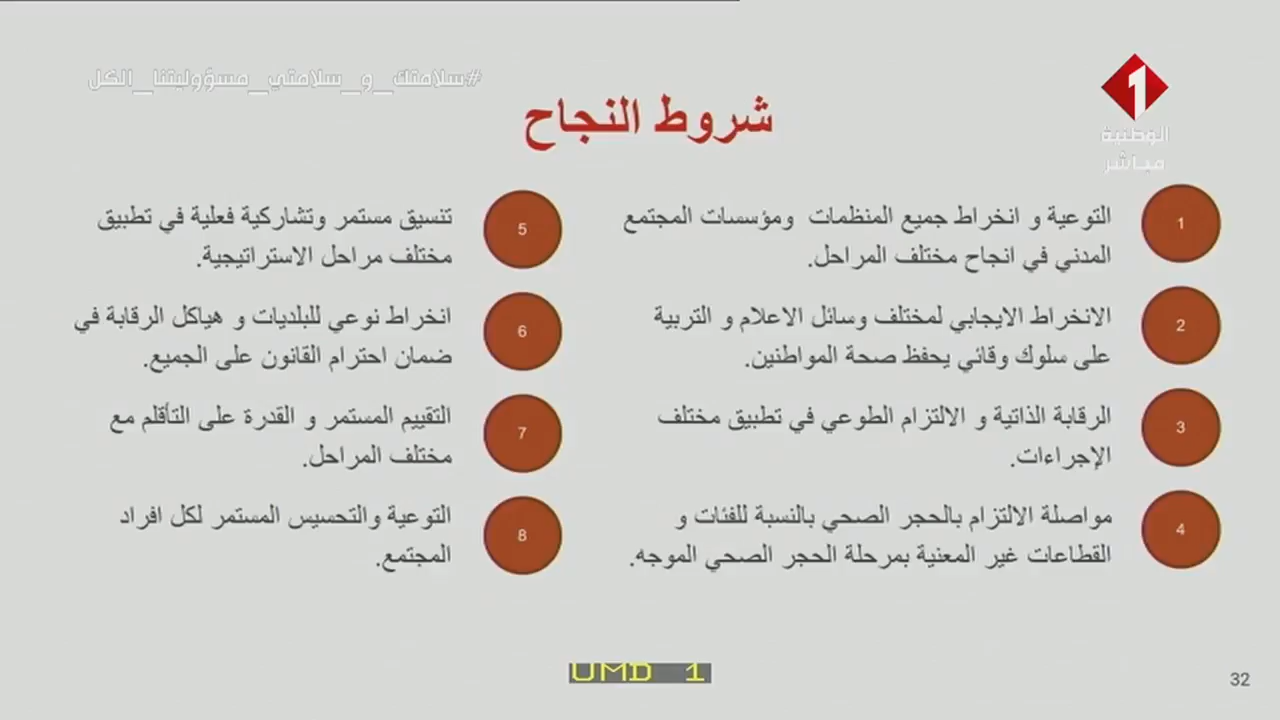 #سلامتك_و_سلامتي_مسؤوليتنا_الكل
1
الوطنية
مباشر
شروط النجاح
1
التوعية و انخراط جميع المنظمات ومؤسسات المجتمع
المدني في انجاح مختلف المراحل.
2
الانخراط الايجابي لمختلف وسائل الاعلام و التربية
على سلوك وقائي يحفظ صحة المواطنين.
3
الرقابة الذاتية و الالتزام الطوعي في تطبيق مختلف
الإجراءات.
4
مواصلة الالتزام بالحجر الصحي بالنسبة للفئات و
القطاعات غير المعنية بمرحلة الحجر الصحي الموجه.
5
تنسيق مستمر وتشاركية فعلية في تطبيق
مختلف مراحل الاستراتيجية.
6
انخراط نوعي للبلديات و هياكل الرقابة في
ضمان احترام القانون على الجميع.
7
التقييم المستمر و القدرة على التأقلم مع
مختلف المراحل.
8
التوعية والتحسيس المستمر لكل افراد
المجتمع.
UMD 1
32